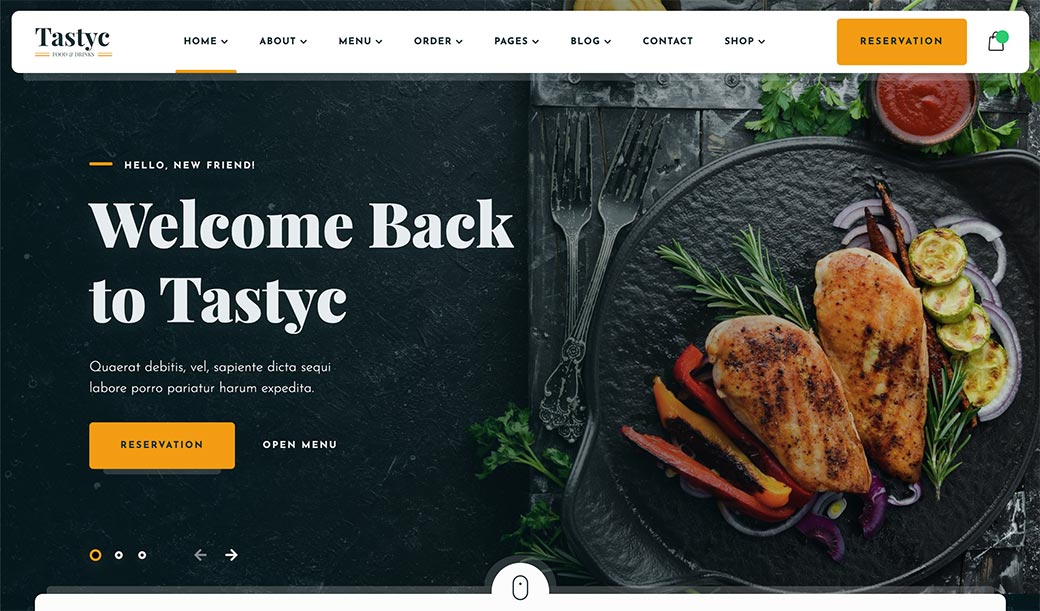 Tastyc
FOOD & DRINKS
HOME
ABOUT
MENU
ORDER
PAGES
BLOG
CONTACT
SHOP
RESERVATION
HELLO, NEW FRIEND!
Welcome Back
to Tastyc
Quaerat debitis, vel, sapiente dicta sequi
labore porro pariatur harum expedita.
RESERVATION
OPEN MENU